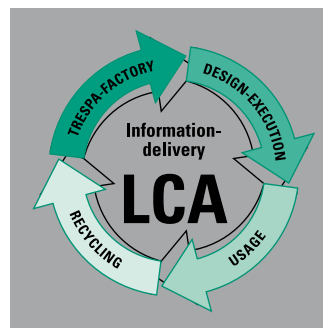 TRESPA-FACTORY
DESIGN-EXECUTION
Information-
delivery
LCA
RECYCLING
USAGE